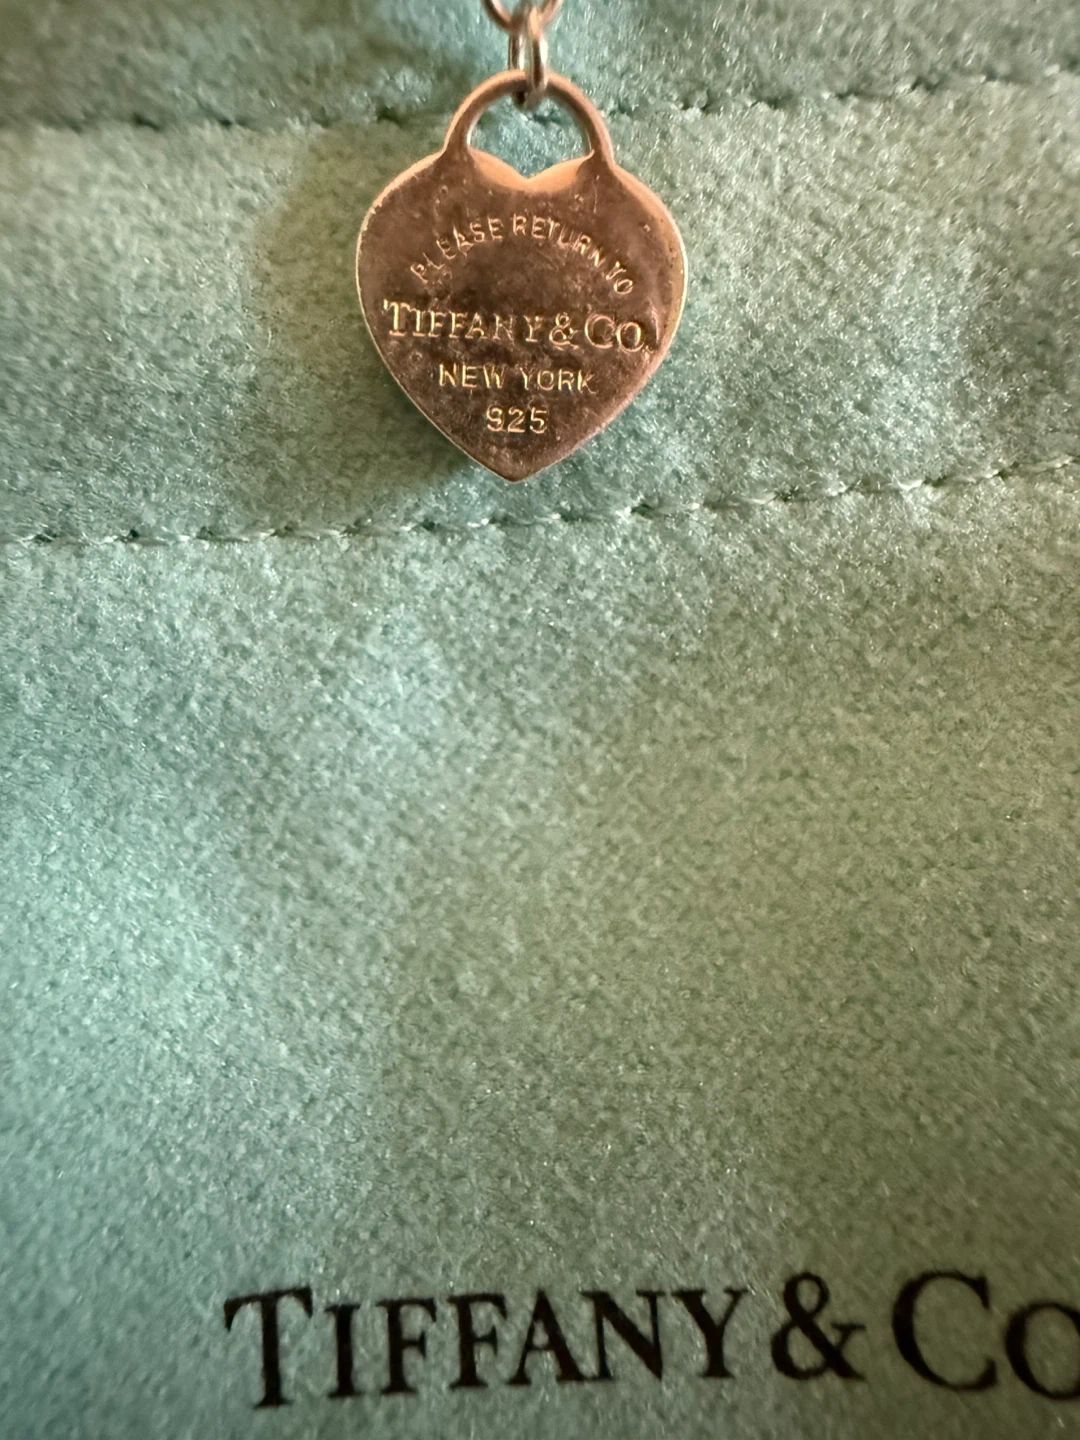 PLEASE RETURN TO
TIFFANY & CO.
NEW YORK
925
TIFFANY & CO